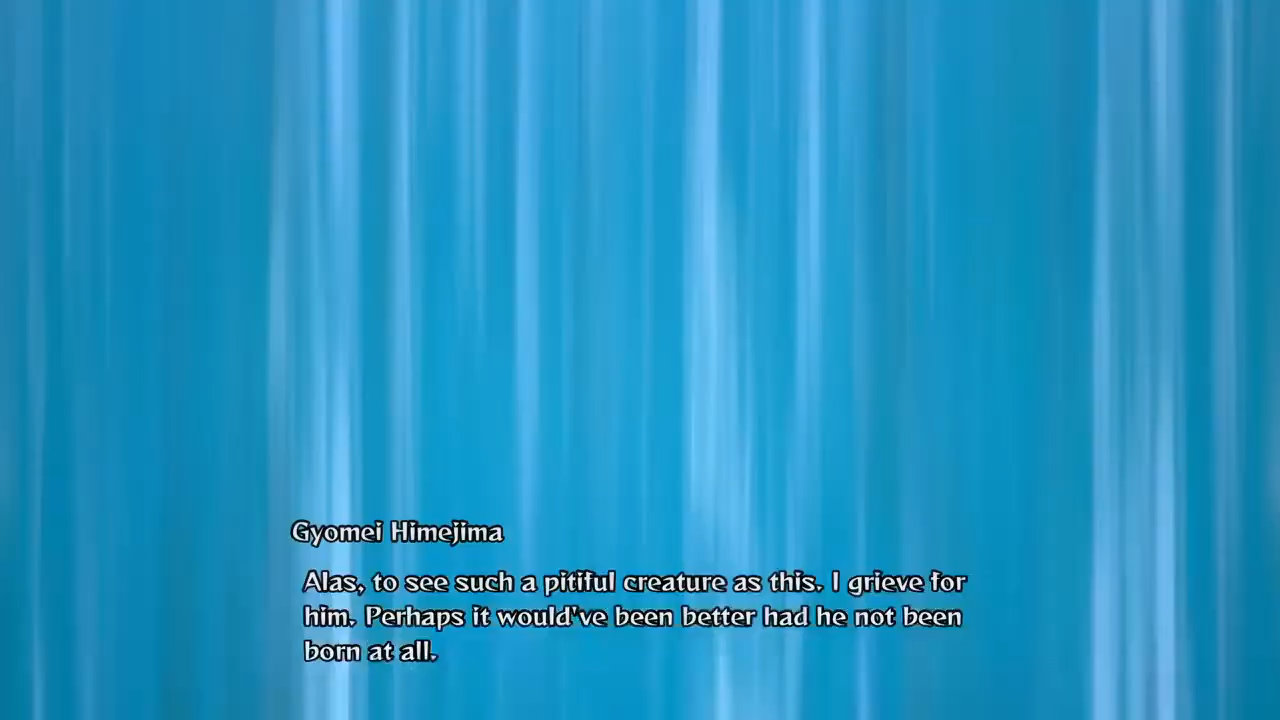 Gyomei Himejima
Alas, to see such a pitiful creature as this. I grieve for
him. Perhaps it would've been better had he not been
born at all.